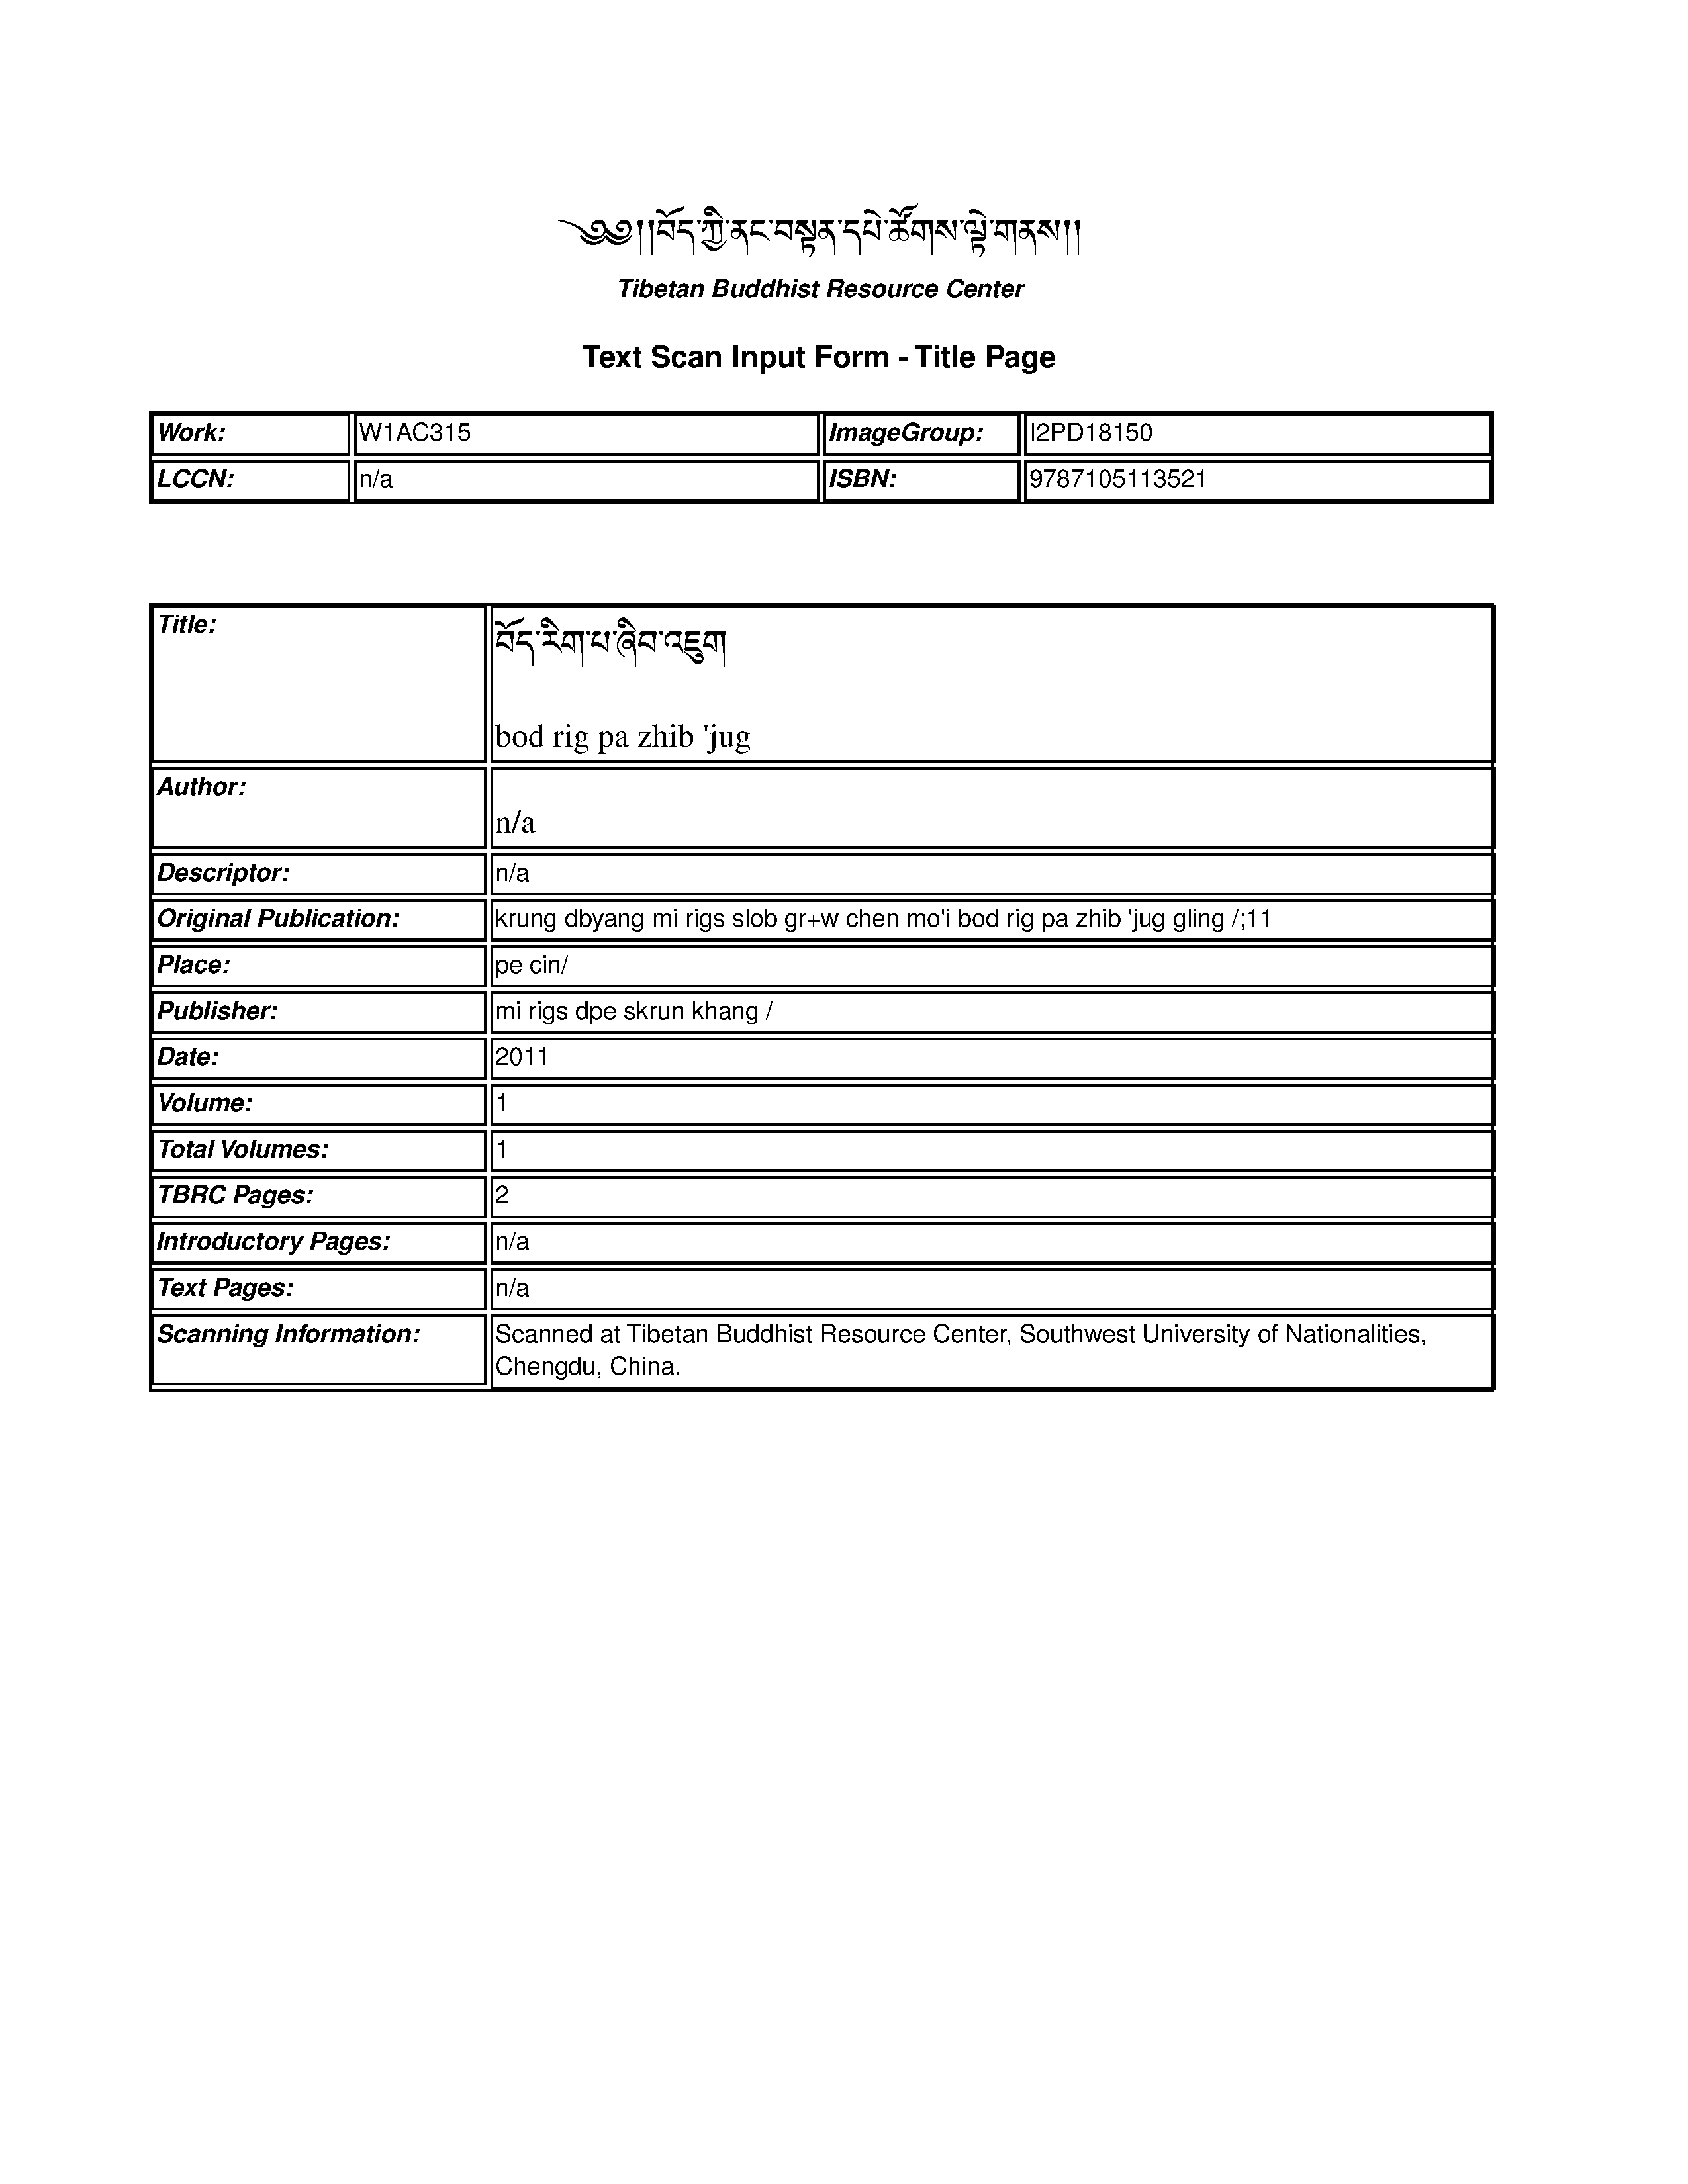 ༄༅།།བོད་ཀྱི་ནང་བསྟན་དཔེ་ཚོགས་ལྟེ་གནས།།
Tibetan Buddhist Resource Center
Text Scan Input Form - Title Page
Work: W1AC315 ImageGroup: I2PD18150
LCCN: n/a ISBN: 9787105113521
Title: བོད་རིག་པ་ཞིབ་འཇུག
bod rig pa zhib 'jug
Author:
n/a
Descriptor: n/a
Original Publication: krung dbyang mi rigs slob gr+w chen mo'i bod rig pa zhib 'jug gling /;11
Place: pe cin/
Publisher: mi rigs dpe skrun khang /
Date: 2011
Volume: 1
Total Volumes: 1
TBRC Pages: 2
Introductory Pages: n/a
Text Pages: n/a
Scanning Information: Scanned at Tibetan Buddhist Resource Center, Southwest University of Nationalities,
Chengdu, China.